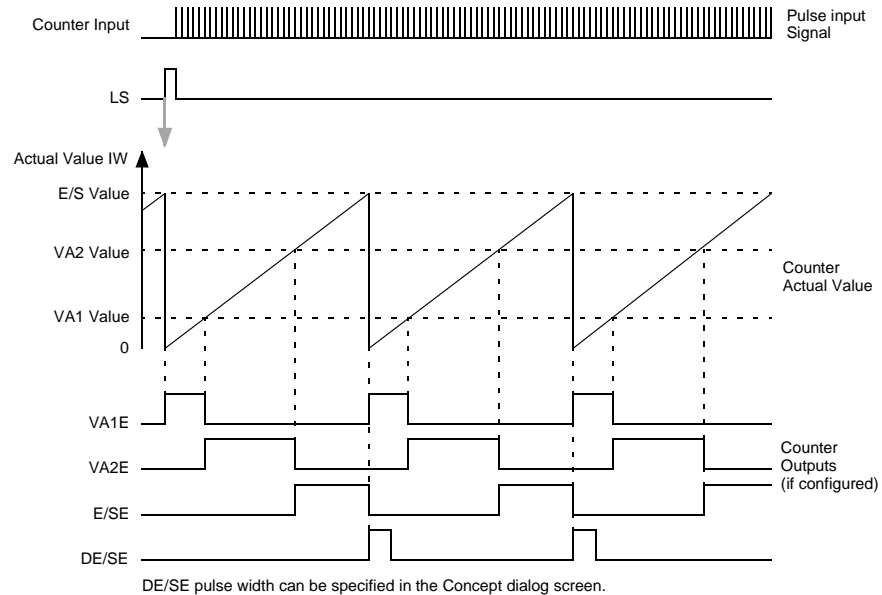 Counter Input
Pulse input
Signal
LS
Actual Value IW
E/S Value
VA2 Value
Counter
Actual Value
VA1 Value
0
VA1E
VA2E
Counter
Outputs
(if configured)
E/SE
DE/SE
DE/SE pulse width can be specified in the Concept dialog screen.